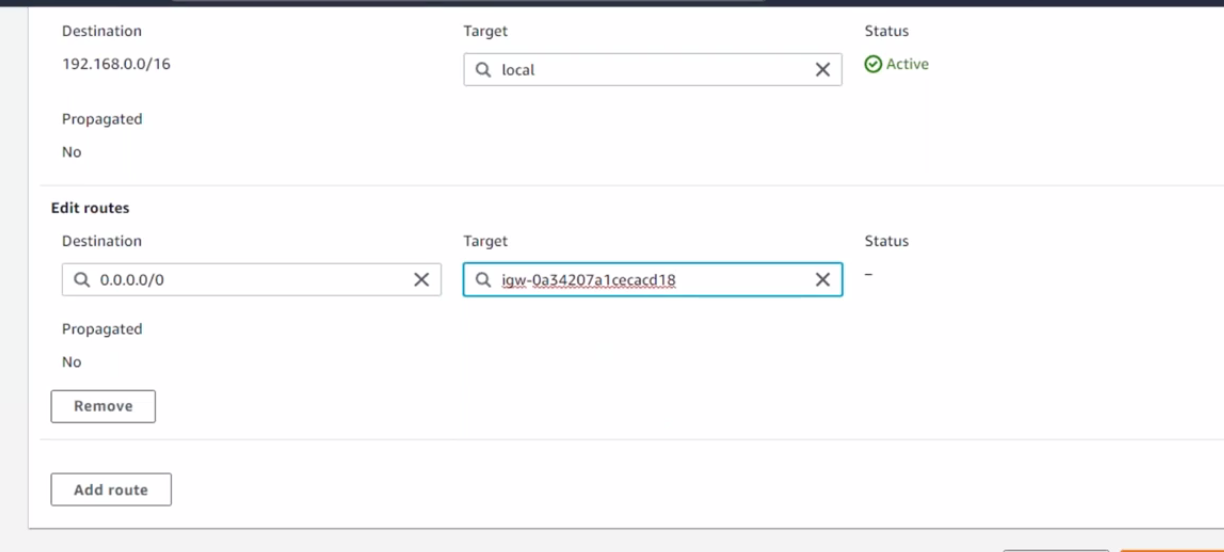 Destination Target Status
192.168.0.0/16 local Active
Propagated
No
Edit routes
Destination Target Status
0.0.0.0/0 igw-0a34207a1cecacd18 –
Propagated
No
Remove
Add route